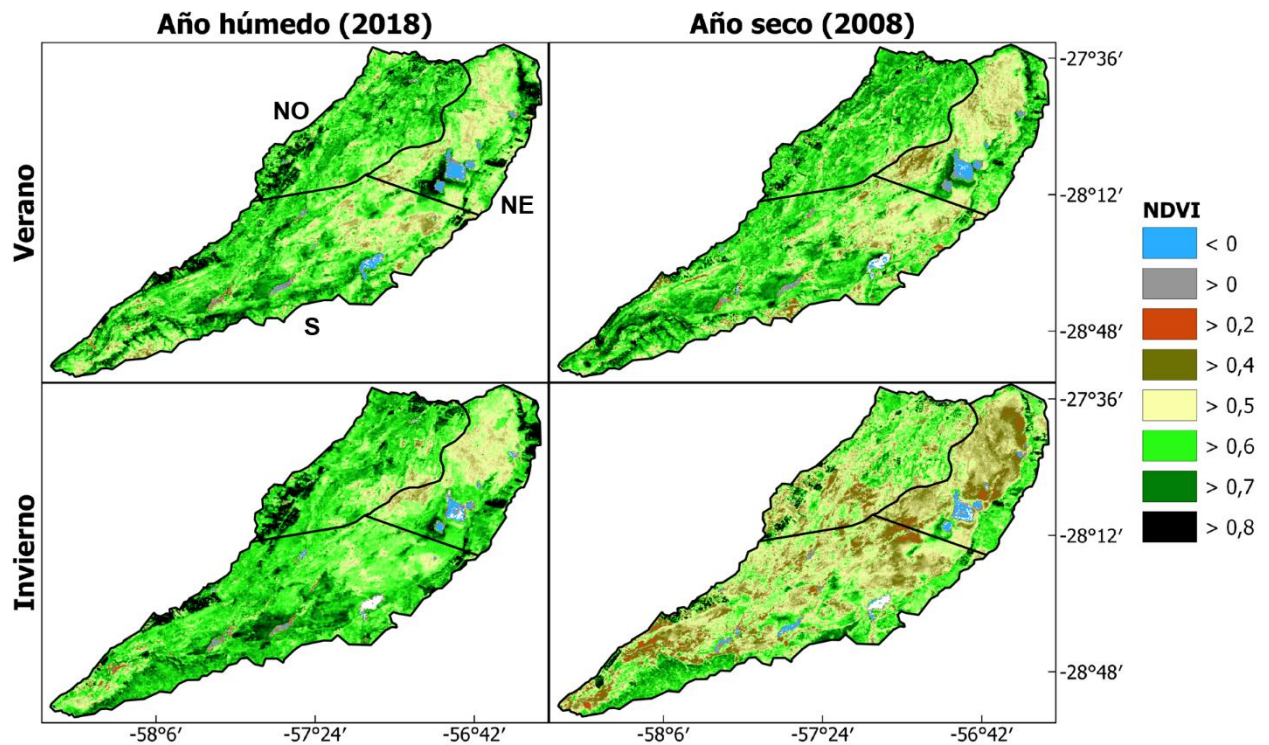 Año húmedo (2018)
Año seco (2008)
Verano
NO
NE
S
-27°36′
-28°12′
-28°48′
Invierno
-27°36′
-28°12′
-28°48′
-58°6′
-57°24′
-56°42′
-58°6′
-57°24′
-56°42′
NDVI
< 0
> 0
> 0,2
> 0,4
> 0,5
> 0,6
> 0,7
> 0,8